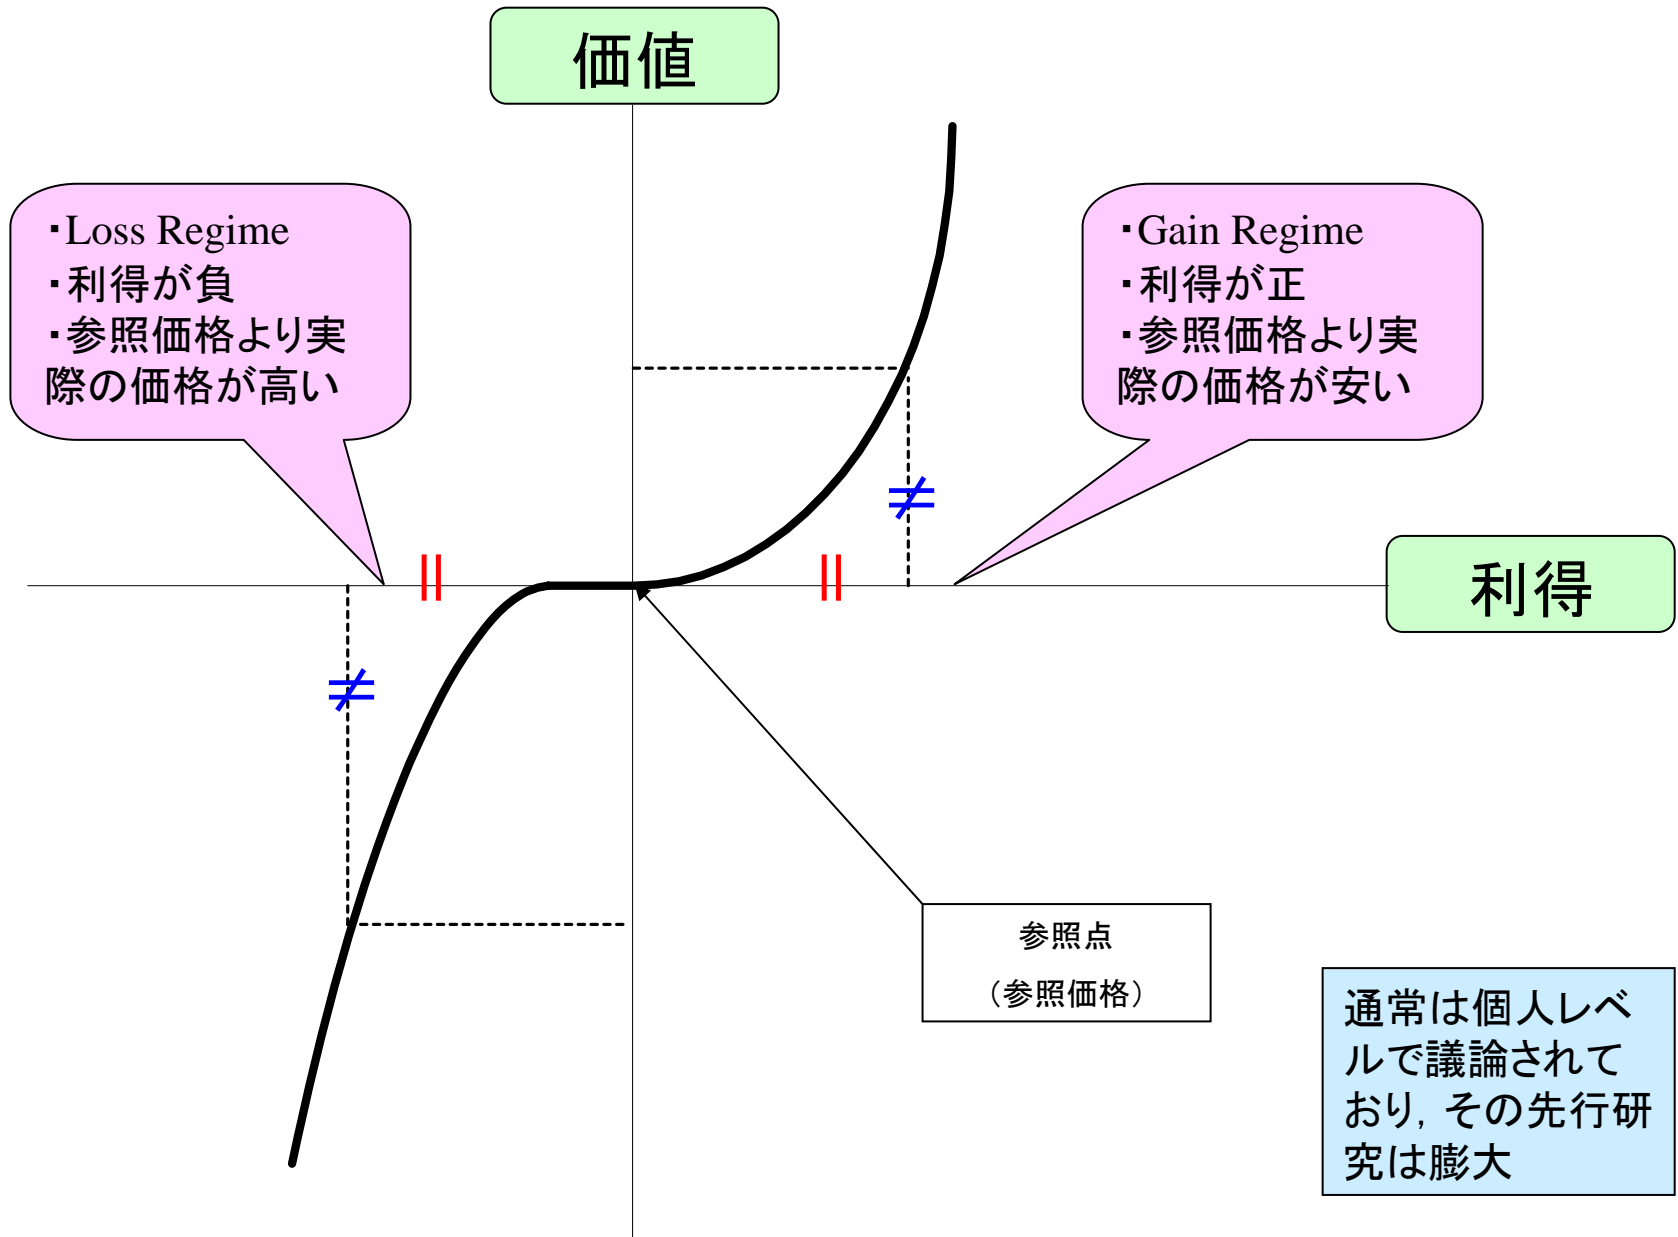 価値
・Loss Regime
・利得が負
・参照価格より実
際の価格が高い
・Gain Regime
・利得が正
・参照価格より実
際の価格が安い
||
||
≠
≠
利得
参照点
（参照価格）
通常は個人レベ
ルで議論されて
おり，その先行研
究は膨大